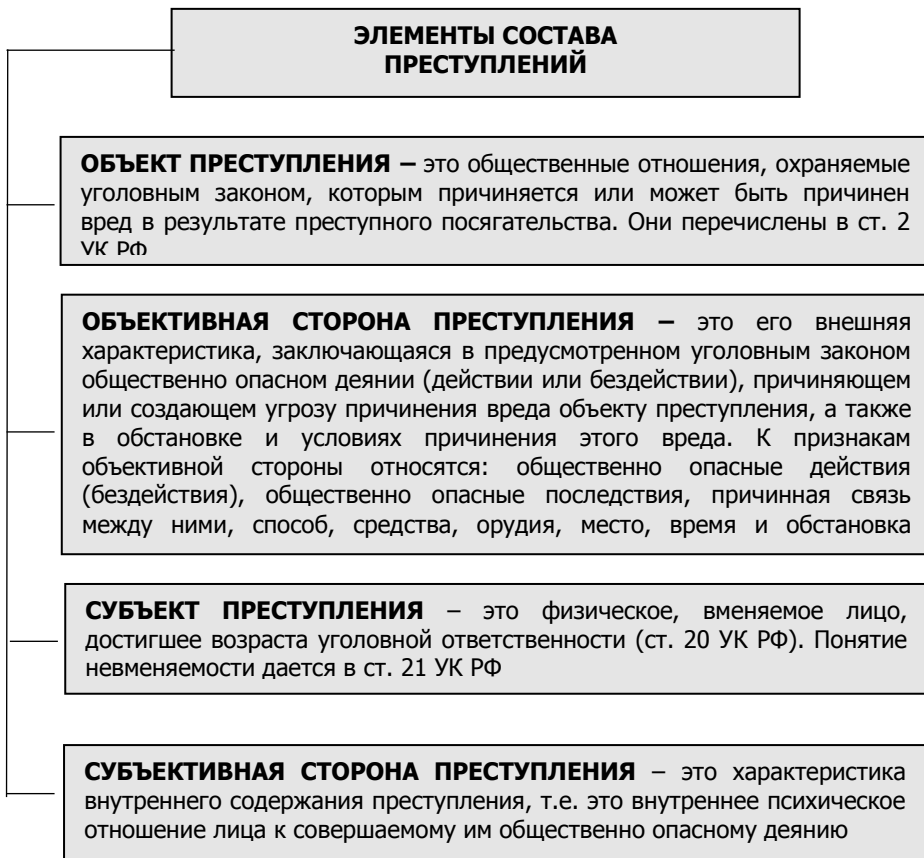 ЭЛЕМЕНТЫ СОСТАВА
ПРЕСТУПЛЕНИЙ
ОБЪЕКТ ПРЕСТУПЛЕНИЯ – это общественные отношения, охраняемые
уголовным законом, которым причиняется или может быть причинен
вред в результате преступного посягательства. Они перечислены в ст. 2
УК РФ
ОБЪЕКТИВНАЯ СТОРОНА ПРЕСТУПЛЕНИЯ – это его внешняя
характеристика, заключающаяся в предусмотренном уголовным законом
общественно опасном деянии (действии или бездействии), причиняющем
или создающем угрозу причинения вреда объекту преступления, а также
в обстановке и условиях причинения этого вреда. К признакам
объективной стороны относятся: общественно опасные действия
(бездействия), общественно опасные последствия, причинная связь
между ними, способ, средства, орудия, место, время и обстановка
СУБЪЕКТ ПРЕСТУПЛЕНИЯ – это физическое, вменяемое лицо,
достигшее возраста уголовной ответственности (ст. 20 УК РФ). Понятие
невменяемости дается в ст. 21 УК РФ
СУБЪЕКТИВНАЯ СТОРОНА ПРЕСТУПЛЕНИЯ – это характеристика
внутреннего содержания преступления, т.е. это внутреннее психическое
отношение лица к совершаемому им общественно опасному деянию